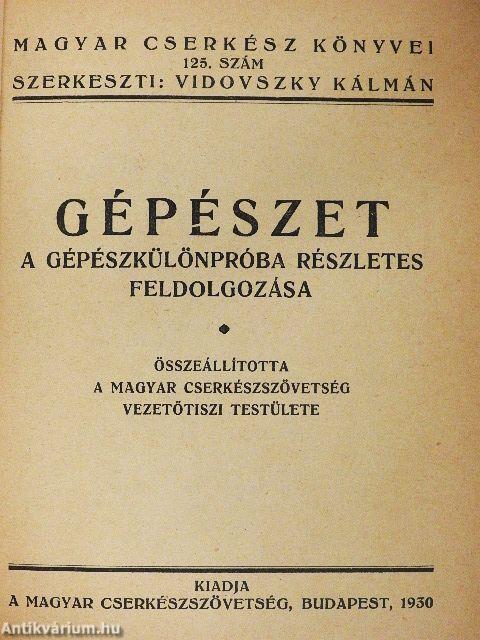 MAGYAR CSERKÉSZ KÖNYVEI
125. SZÁM
SZERKESZTI: VIDOVSZKY KÁLMÁN
GÉPÉSZET
A GÉPÉSZKÜLÖNPRÓBA RÉSZLETES
FELDOLGOZÁSA
ÖSSZEÁLLÍTOTTA
A MAGYAR CSERKÉSZSZÖVETSÉG
VEZETŐTISZI TESTÜLETE
KIADJA
A MAGYAR CSERKÉSZSZÖVETSÉG, BUDAPEST, 1930
Antikvárium.hu